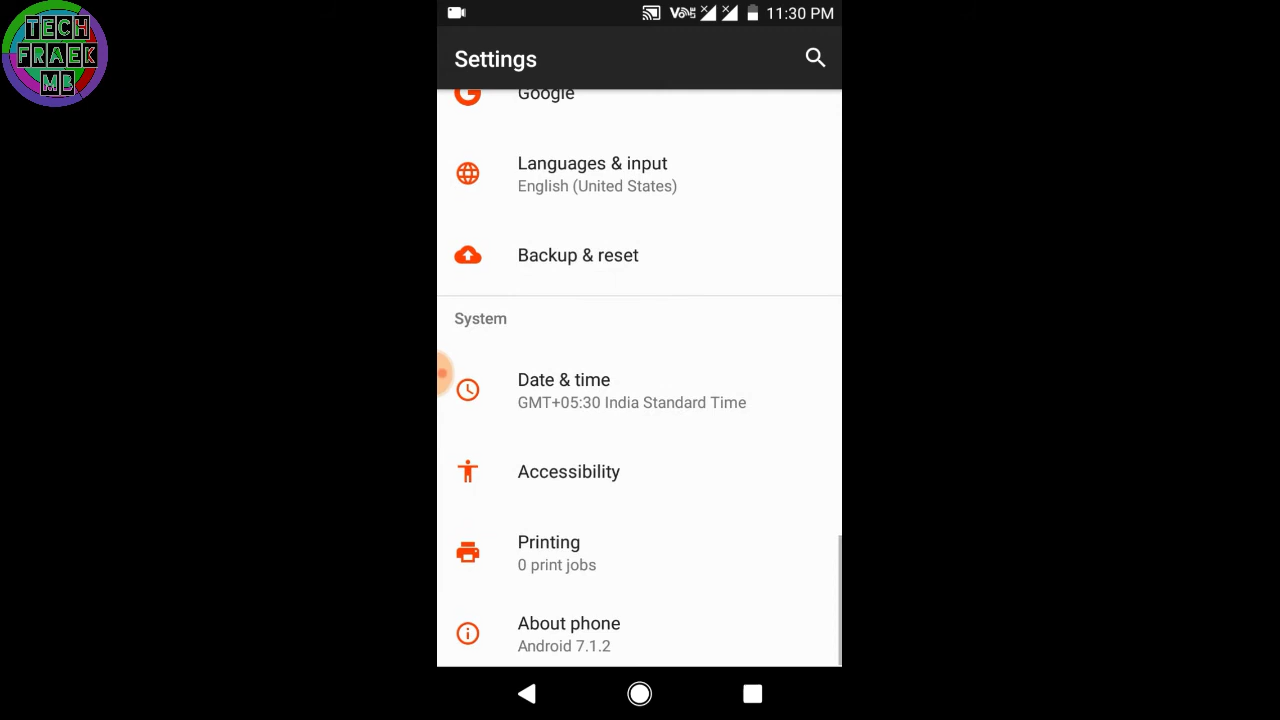 TECH
FRAEK
MB
11:30 PM
Settings
Google
Languages & input
English (United States)
Backup & reset
System
Date & time
GMT+05:30 India Standard Time
Accessibility
Printing
0 print jobs
About phone
Android 7.1.2